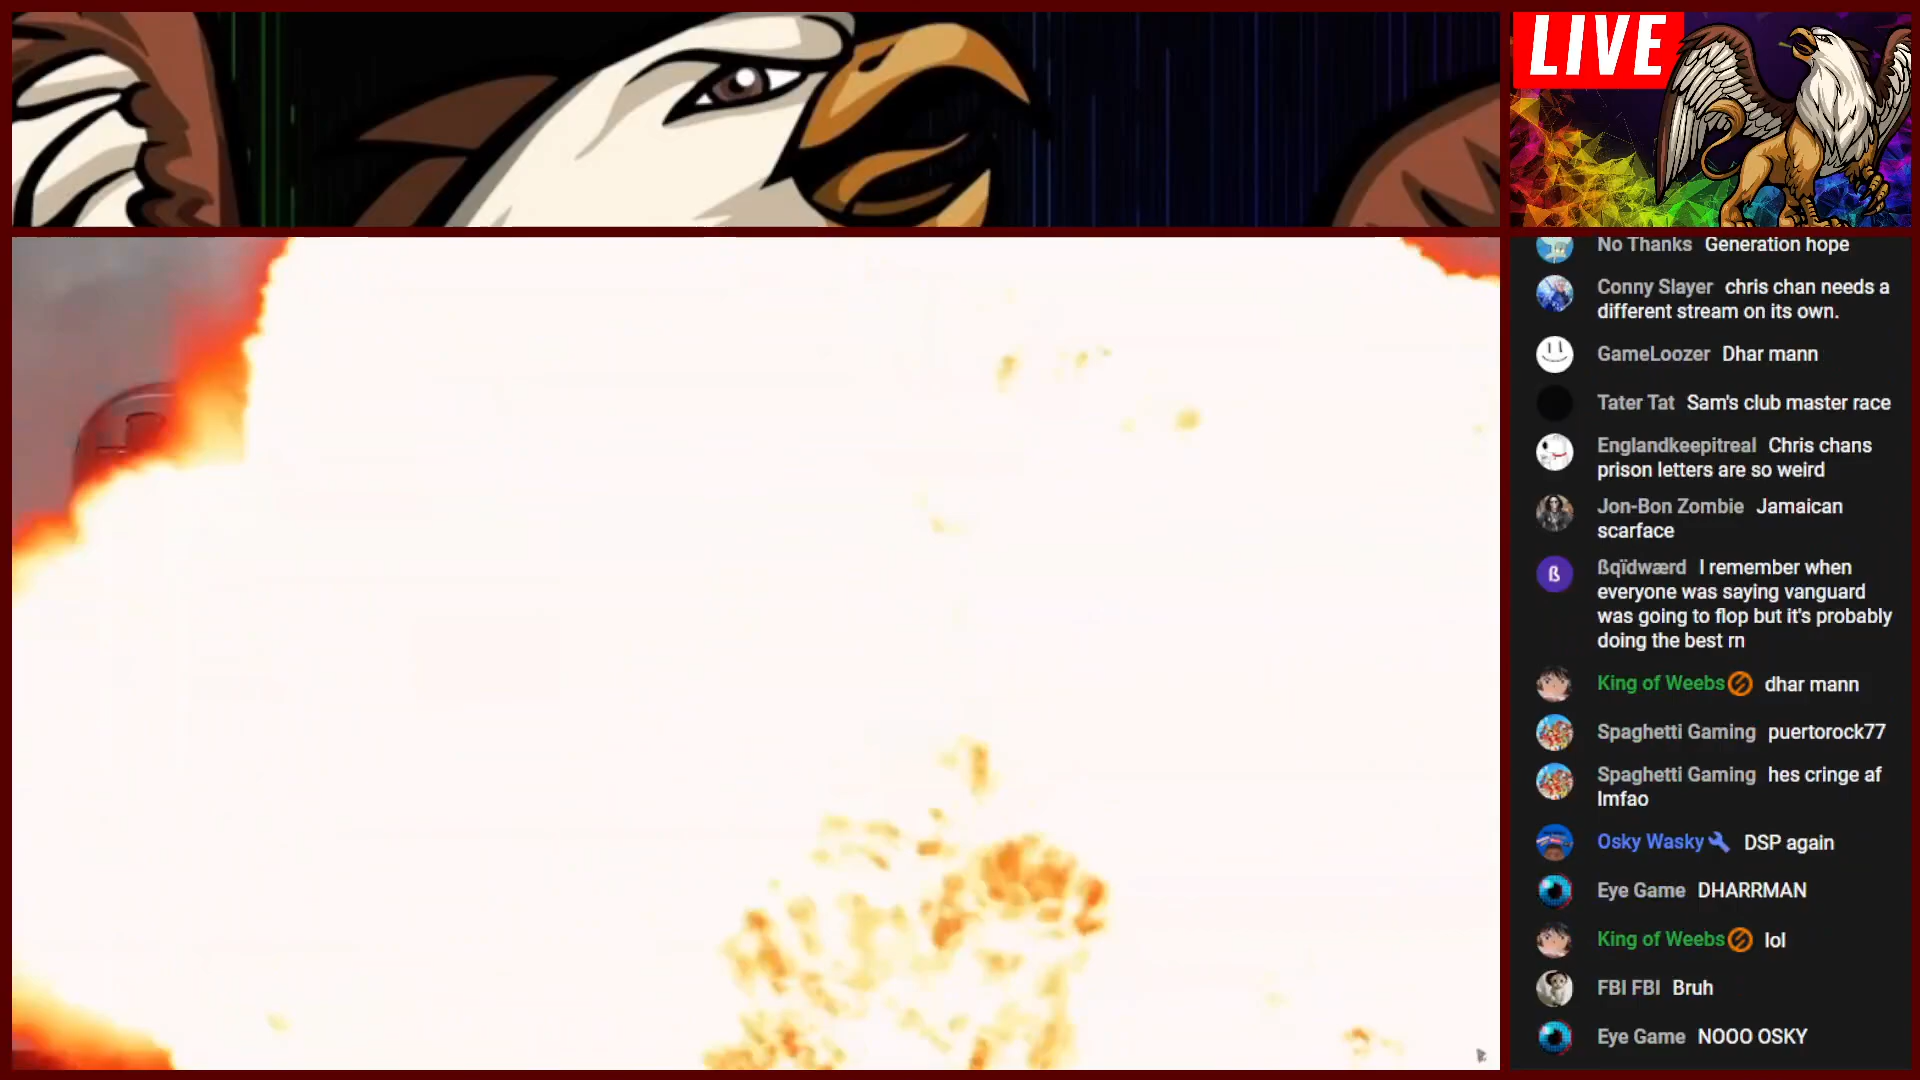 LIVE
No Thanks Generation hope
Conny Slayer chris chan needs a
different stream on its own.
GameLoozer Dhar mann
Tater Tat Sam's club master race
Englandkeepitreal Chris chans
prison letters are so weird
Jon-Bon Zombie Jamaican
scarface
ß
ßqïdwærd I remember when
everyone was saying vanguard
was going to flop but it's probably
doing the best rn
King of Weebs dhar mann
Spaghetti Gaming puertorock77
Spaghetti Gaming hes cringe af
lmfao
Osky Wasky DSP again
Eye Game DHARRMAN
King of Weebs lol
FBI FBI Bruh
Eye Game NOOO OSKY